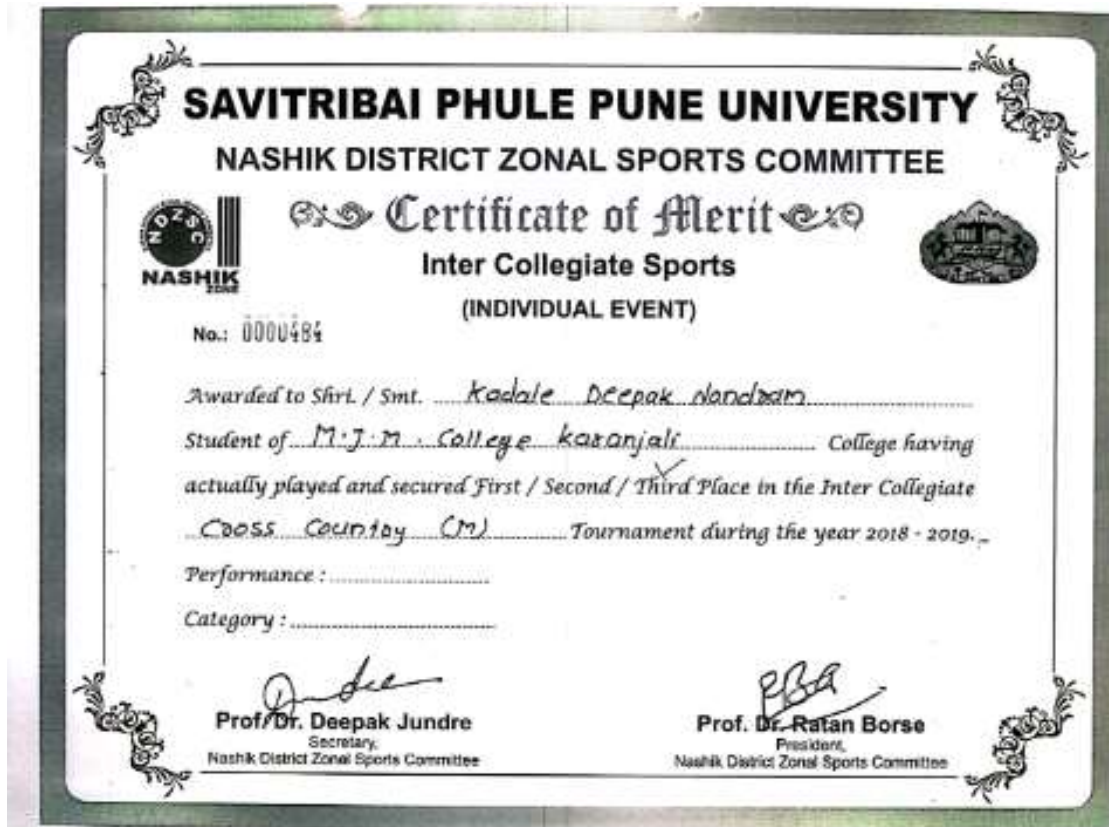 SAVITRIBAI PHULE PUNE UNIVERSITY
NASHIK DISTRICT ZONAL SPORTS COMMITTEE
Certificate of Merit
NDZSC
NASHIK
ZONE
Inter Collegiate Sports
(INDIVIDUAL EVENT)
No.: 0000484
Awarded to Shri. / Smt. Kadale Deepak Nandram
Student of M.J.M. College Karanjali College having
actually played and secured First / Second / Third Place in the Inter Collegiate
Cross Country (M) Tournament during the year 2018 - 2019.
Performance :
Category :
Prof. Dr. Deepak Jundre
Secretary,
Nashik District Zonal Sports Committee
Prof. Dr. Ratan Borse
President,
Nashik District Zonal Sports Committee